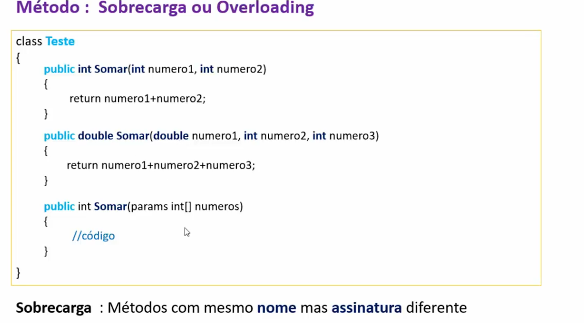 Método : Sobrecarga ou Overloading
class Teste
{
public int Somar(int numero1, int numero2)
{
return numero1+numero2;
}
public double Somar(double numero1, int numero2, int numero3)
{
return numero1+numero2+numero3;
}
public int Somar(params int[] numeros)
{
//código
}
}
Sobrecarga : Métodos com mesmo nome mas assinatura diferente